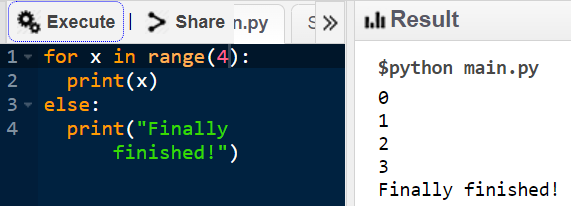 Execute | > Share n.py S »
1 for x in range(4):
2   print(x)
3 else:
4   print("Finally
finished!")
Result
$python main.py
0
1
2
3
Finally finished!